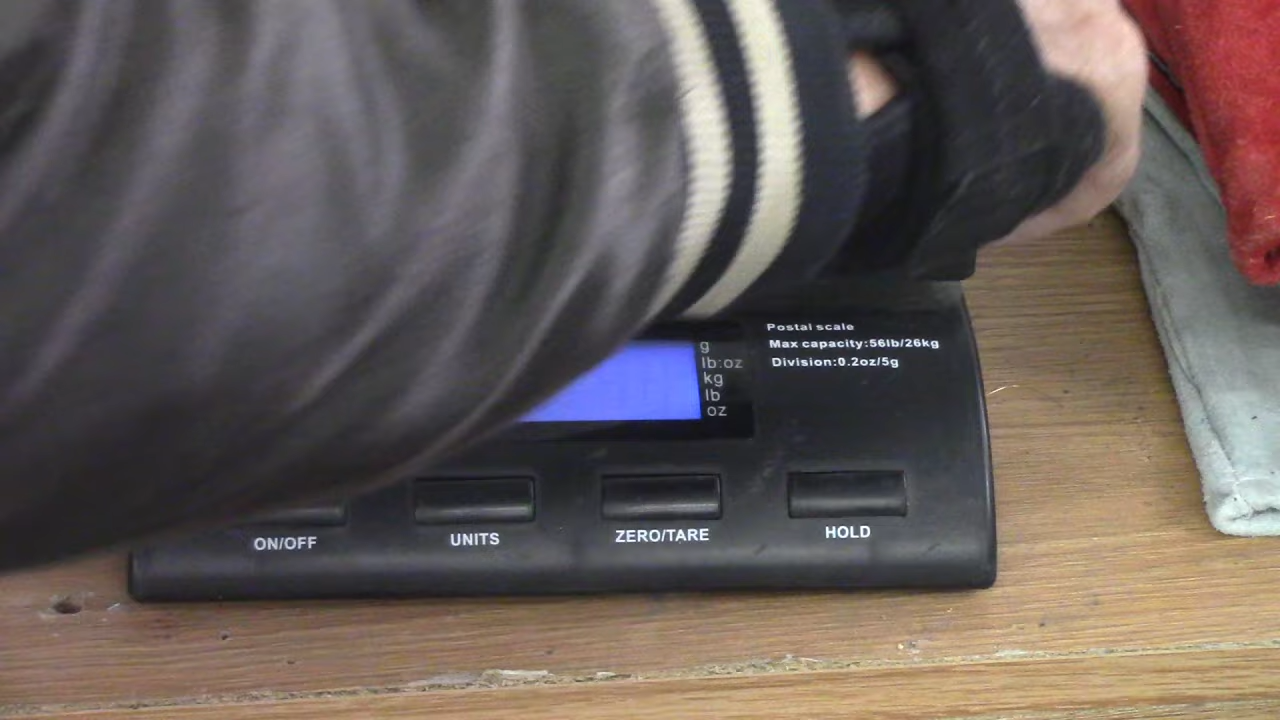 Postal scale
Max capacity:56lb/26kg
Division:0.2oz/5g
g
lb:oz
kg
lb
oz
ON/OFF
UNITS
ZERO/TARE
HOLD